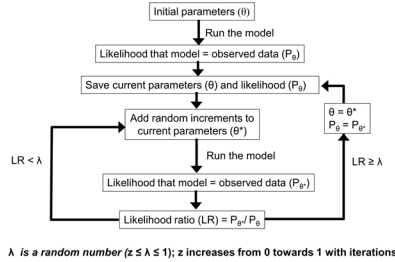 Initial parameters (θ)
Run the model
Likelihood that model = observed data (Pθ)
Save current parameters (θ) and likelihood (Pθ)
Add random increments to
current parameters (θ*)
θ = θ*
Pθ = Pθ*
LR < λ
Run the model
LR ≥ λ
Likelihood that model = observed data (Pθ*)
Likelihood ratio (LR) = Pθ*/ Pθ
λ is a random number (z ≤ λ ≤ 1); z increases from 0 towards 1 with iterations